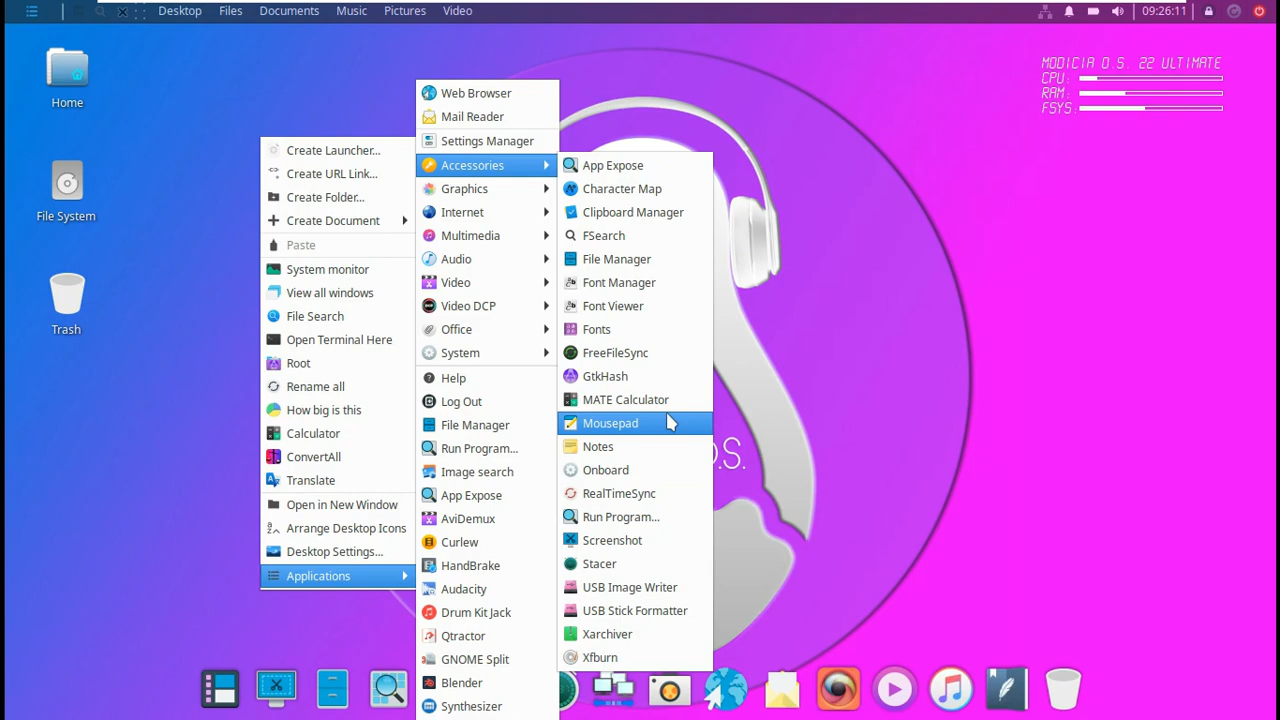 Desktop Files Documents Music Pictures Video 09:26:11
MODICIA O.S. 22 ULTIMATE
CPU:
RAM:
FSYS:
Home
File System
Trash
Create Launcher...
Create URL Link...
Create Folder...
Create Document
Paste
System monitor
View all windows
File Search
Open Terminal Here
Root
Rename all
How big is this
Calculator
ConvertAll
Translate
Open in New Window
Arrange Desktop Icons
Desktop Settings...
Applications
Web Browser
Mail Reader
Settings Manager
Accessories
Graphics
Internet
Multimedia
Audio
Video
Video DCP
Office
System
Help
Log Out
File Manager
Run Program...
Image search
App Expose
AviDemux
Curlew
HandBrake
Audacity
Drum Kit Jack
Qtractor
GNOME Split
Blender
Synthesizer
App Expose
Character Map
Clipboard Manager
FSearch
File Manager
Font Manager
Font Viewer
Fonts
FreeFileSync
GtkHash
MATE Calculator
Mousepad
Notes
Onboard
RealTimeSync
Run Program...
Screenshot
Stacer
USB Image Writer
USB Stick Formatter
Xarchiver
Xfburn
O.S.